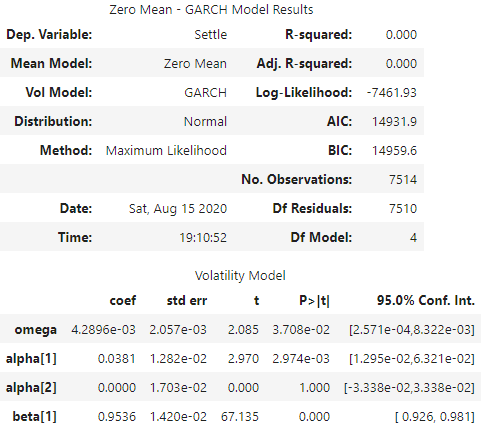 Zero Mean - GARCH Model Results
Dep. Variable: Settle R-squared: 0.000
Mean Model: Zero Mean Adj. R-squared: 0.000
Vol Model: GARCH Log-Likelihood: -7461.93
Distribution: Normal AIC: 14931.9
Method: Maximum Likelihood BIC: 14959.6
No. Observations: 7514
Date: Sat, Aug 15 2020 Df Residuals: 7510
Time: 19:10:52 Df Model: 4
Volatility Model
coef std err t P>|t| 95.0% Conf. Int.
omega 4.2896e-03 2.057e-03 2.085 3.708e-02 [2.571e-04,8.322e-03]
alpha[1] 0.0381 1.282e-02 2.970 2.974e-03 [1.295e-02,6.321e-02]
alpha[2] 0.0000 1.703e-02 0.000 1.000 [-3.338e-02,3.338e-02]
beta[1] 0.9536 1.420e-02 67.135 0.000 [ 0.926, 0.981]